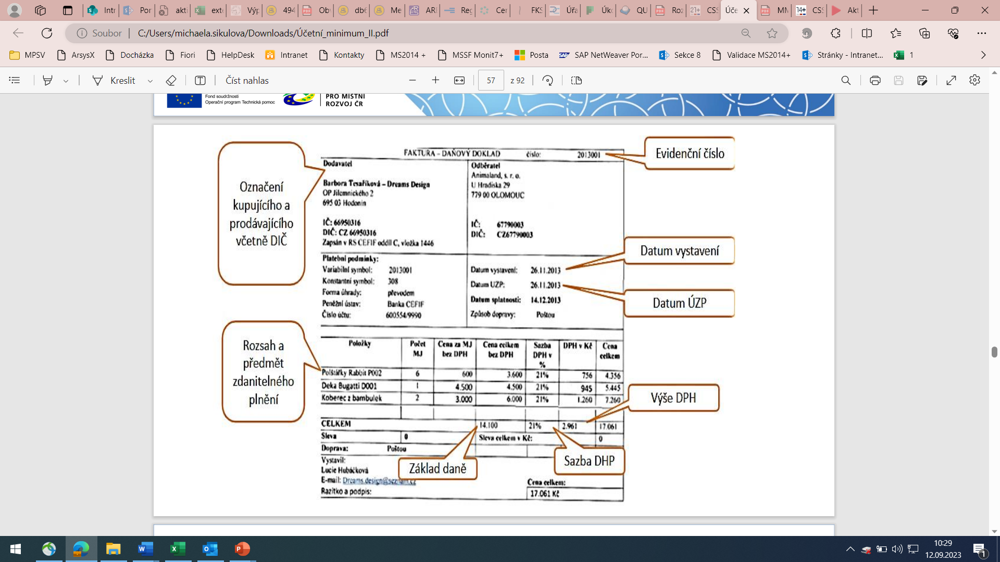 Intr
Por
akti
exte
Výp
494
Obv
db6
Me
ARI
Reg
Cer
FKS
Úřa
Úko
QU
Roz
CSS
Úče
MM
CSS
Akt
Soubor
C:/Users/michaela.sikulova/Downloads/Účetní_minimum_II.pdf
MPSV
ArsysX
Docházka
Fiori
HelpDesk
Intranet
Kontakty
MS2014 +
MSSF Monit7+
Posta
SAP NetWeaver Por...
Sekce 8
Validace MS2014+
Stránky - Intranet...
1
Kreslit
Číst nahlas
57 z 92
Fond soudržnosti
Operační program Technická pomoc
PRO MÍSTNÍ
ROZVOJ ČR
Označení
kupujícího a
prodávajícího
včetně DIČ
FAKTURA – DAŇOVÝ DOKLAD číslo: 2013001
Evidenční číslo
Dodavatel
Barbora Tesaříková – Dreams Design
OP Jilemnického 2
695 03 Hodonín
IČ: 66950316
DIČ: CZ 66950316
Zapsán v RS CEFIF oddíl C, vložka 1446
Odběratel
Animaland, s. r. o.
U Hradiska 29
779 00 OLOMOUC
IČ: 67790003
DIČ: CZ67790003
Platební podmínky:
Variabilní symbol: 2013001
Konstantní symbol: 308
Forma úhrady: převodem
Peněžní ústav: Banka CEFIF
Číslo účtu: 600554/9990
Datum vystavení: 26.11.2013
Datum UZP: 26.11.2013
Datum splatnosti: 14.12.2013
Způsob dopravy: Poštou
Datum vystavení
Datum ÚZP
Rozsah a
předmět
zdanitelného
plnění
Položky Počet MJ Cena za MJ bez DPH Cena celkem bez DPH Sazba DPH v % DPH v Kč Cena celkem
Polštářky Rabbit P002 6 600 3.600 21% 756 4.356
Deka Bugatti D001 1 4.500 4.500 21% 945 5.445
Koberec z bambulek 2 3.000 6.000 21% 1.260 7.260
Výše DPH
CELKEM 14.100 21% 2.961 17.061
Sleva 0 Sleva celkem v Kč: 0
Doprava: Poštou
Základ daně
Sazba DHP
Vystavil:
Lucie Hubáčková
E-mail: Dreams.design@seznam.cz
Razítko a podpis:
Cena celkem:
17.061 Kč
10:29
12.09.2023
1